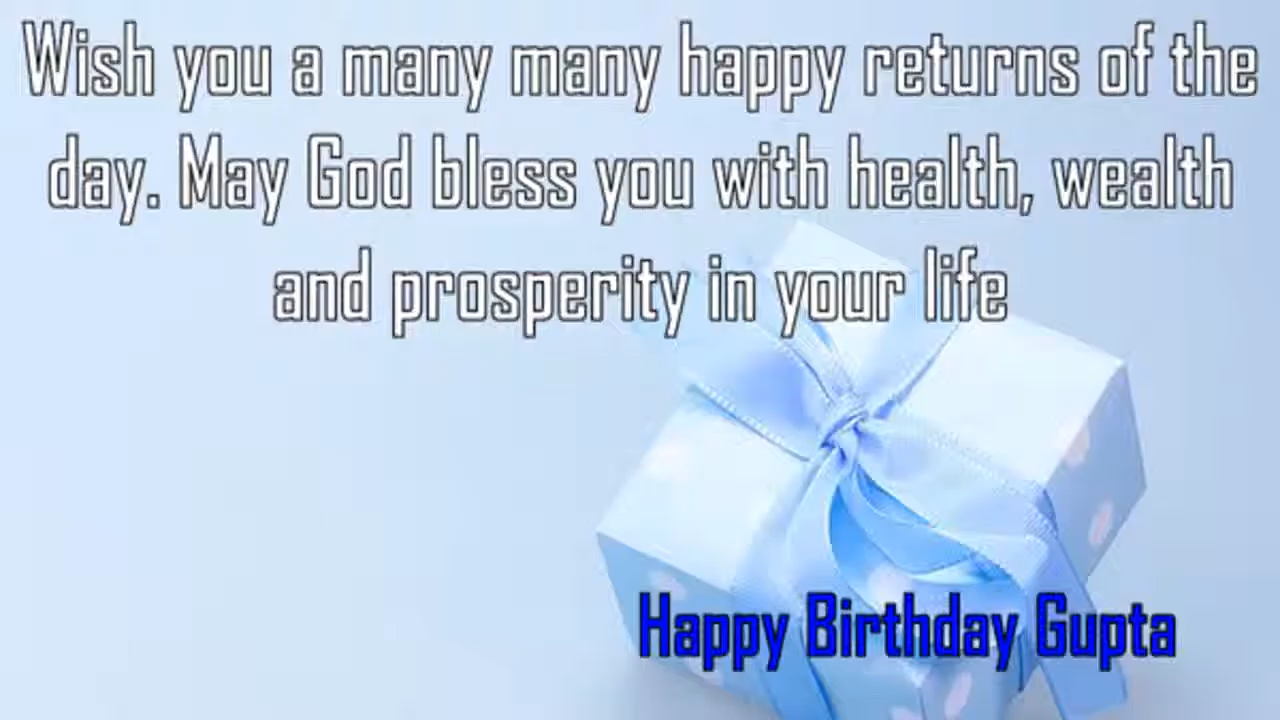 Wish you a many many happy returns of the
day. May God bless you with health, wealth
and prosperity in your life
Happy Birthday Gupta